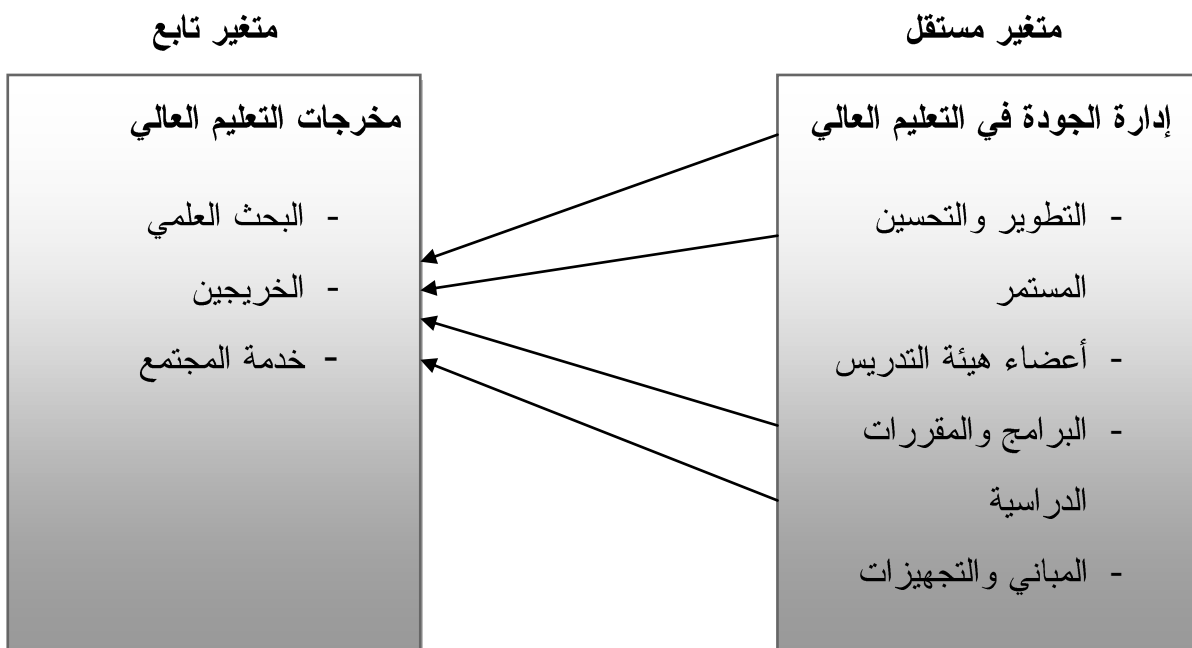 متغير مستقل
إدارة الجودة في التعليم العالي
- التطوير والتحسين
المستمر
- أعضاء هيئة التدريس
- البرامج والمقررات
الدراسية
- المباني والتجهيزات
متغير تابع
مخرجات التعليم العالي
- البحث العلمي
- الخريجين
- خدمة المجتمع